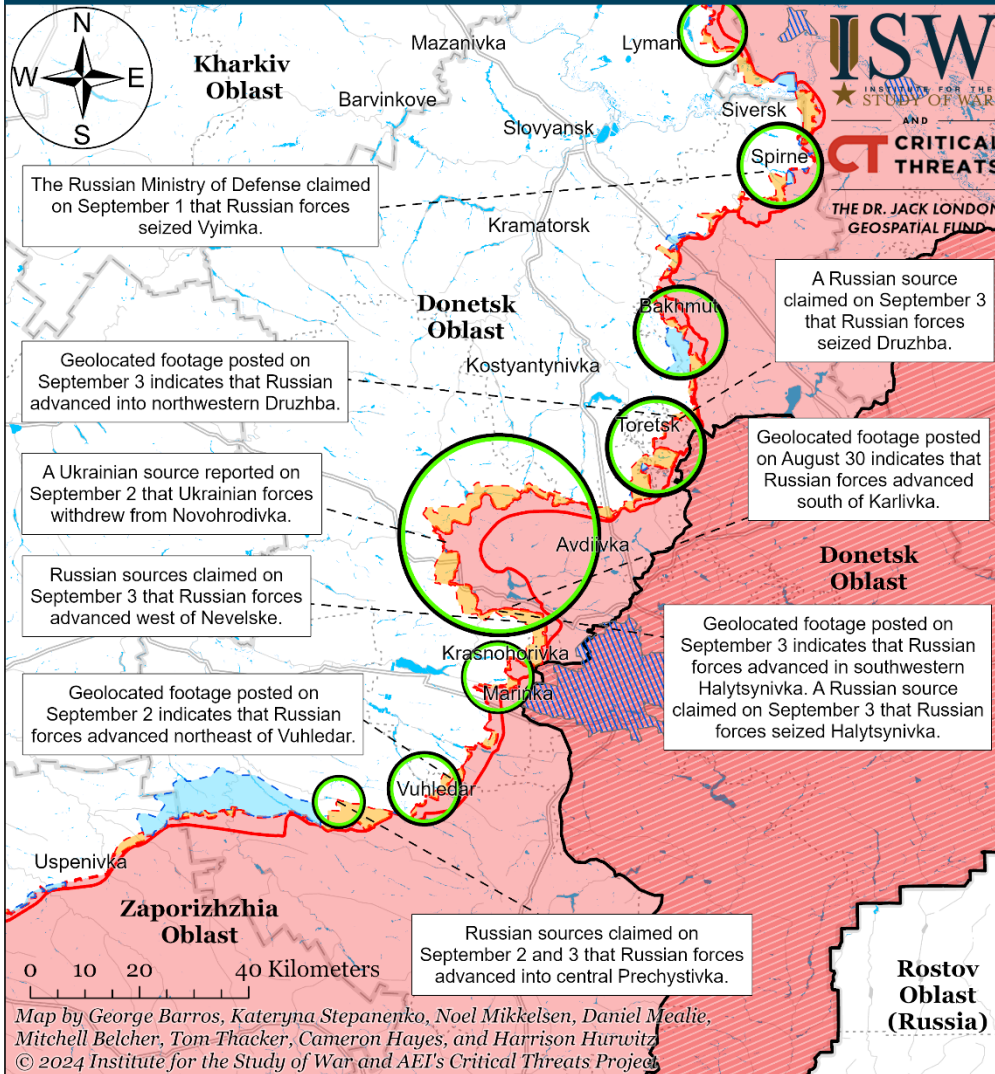 N
W
E
S
Kharkiv
Oblast
Mazanivka
Lyman
Barvinkove
Slovyansk
Siversk
Spirne
Kramatorsk
ISW
INSTITUTE FOR THE
STUDY OF WAR
AND
CT CRITICAL
THREATS
THE DR. JACK LONDON
GEOSPATIAL FUND
The Russian Ministry of Defense claimed
on September 1 that Russian forces
seized Vyimka.
Donetsk
Oblast
Bakhmut
Kostyantynivka
A Russian source
claimed on September 3
that Russian forces
seized Druzhba.
Geolocated footage posted on
September 3 indicates that Russian
advanced into northwestern Druzhba.
Toretsk
Geolocated footage posted
on August 30 indicates that
Russian forces advanced
south of Karlivka.
A Ukrainian source reported on
September 2 that Ukrainian forces
withdrew from Novohrodivka.
Avdiivka
Donetsk
Oblast
Russian sources claimed on
September 3 that Russian forces
advanced west of Nevelske.
Geolocated footage posted on
September 3 indicates that Russian
forces advanced in southwestern
Halytsynivka. A Russian source
claimed on September 3 that Russian
forces seized Halytsynivka.
Krasnohorivka
Marinka
Geolocated footage posted on
September 2 indicates that Russian
forces advanced northeast of Vuhledar.
Vuhledar
Uspenivka
Zaporizhzhia
Oblast
Russian sources claimed on
September 2 and 3 that Russian forces
advanced into central Prechystivka.
Rostov
Oblast
(Russia)
0 10 20 40 Kilometers
Map by George Barros, Kateryna Stepanenko, Noel Mikkelsen, Daniel Mealie,
Mitchell Belcher, Tom Thacker, Cameron Hayes, and Harrison Hurwitz
© 2024 Institute for the Study of War and AEI's Critical Threats Project